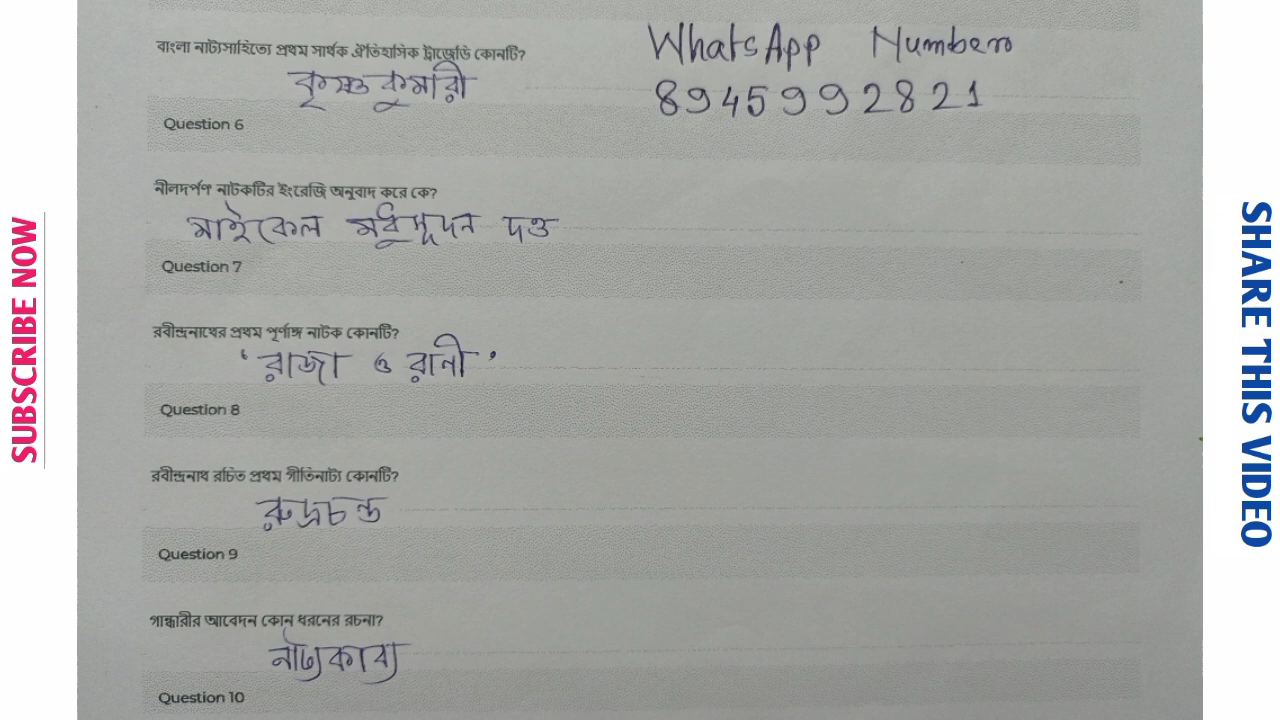 বাংলা নাট্যসাহিত্যে প্রথম সার্থক ঐতিহাসিক ট্রাজেডি কোনটি?
WhatsApp Number
কৃষ্ণকুমারী
8945992821
Question 6
নীলদর্পণ নাটকটির ইংরেজি অনুবাদ করে কে?
মাইকেল মধুসূদন দত্ত
Question 7
রবীন্দ্রনাথের প্রথম পূর্ণাঙ্গ নাটক কোনটি?
'রাজা ও রানী'
Question 8
রবীন্দ্রনাথ রচিত প্রথম গীতিনাট্য কোনটি?
রুদ্রচন্ড
Question 9
গান্ধারীর আবেদন কোন্ ধরনের রচনা?
নাট্যকাব্য
Question 10
SUBSCRIBE NOW
SHARE THIS VIDEO